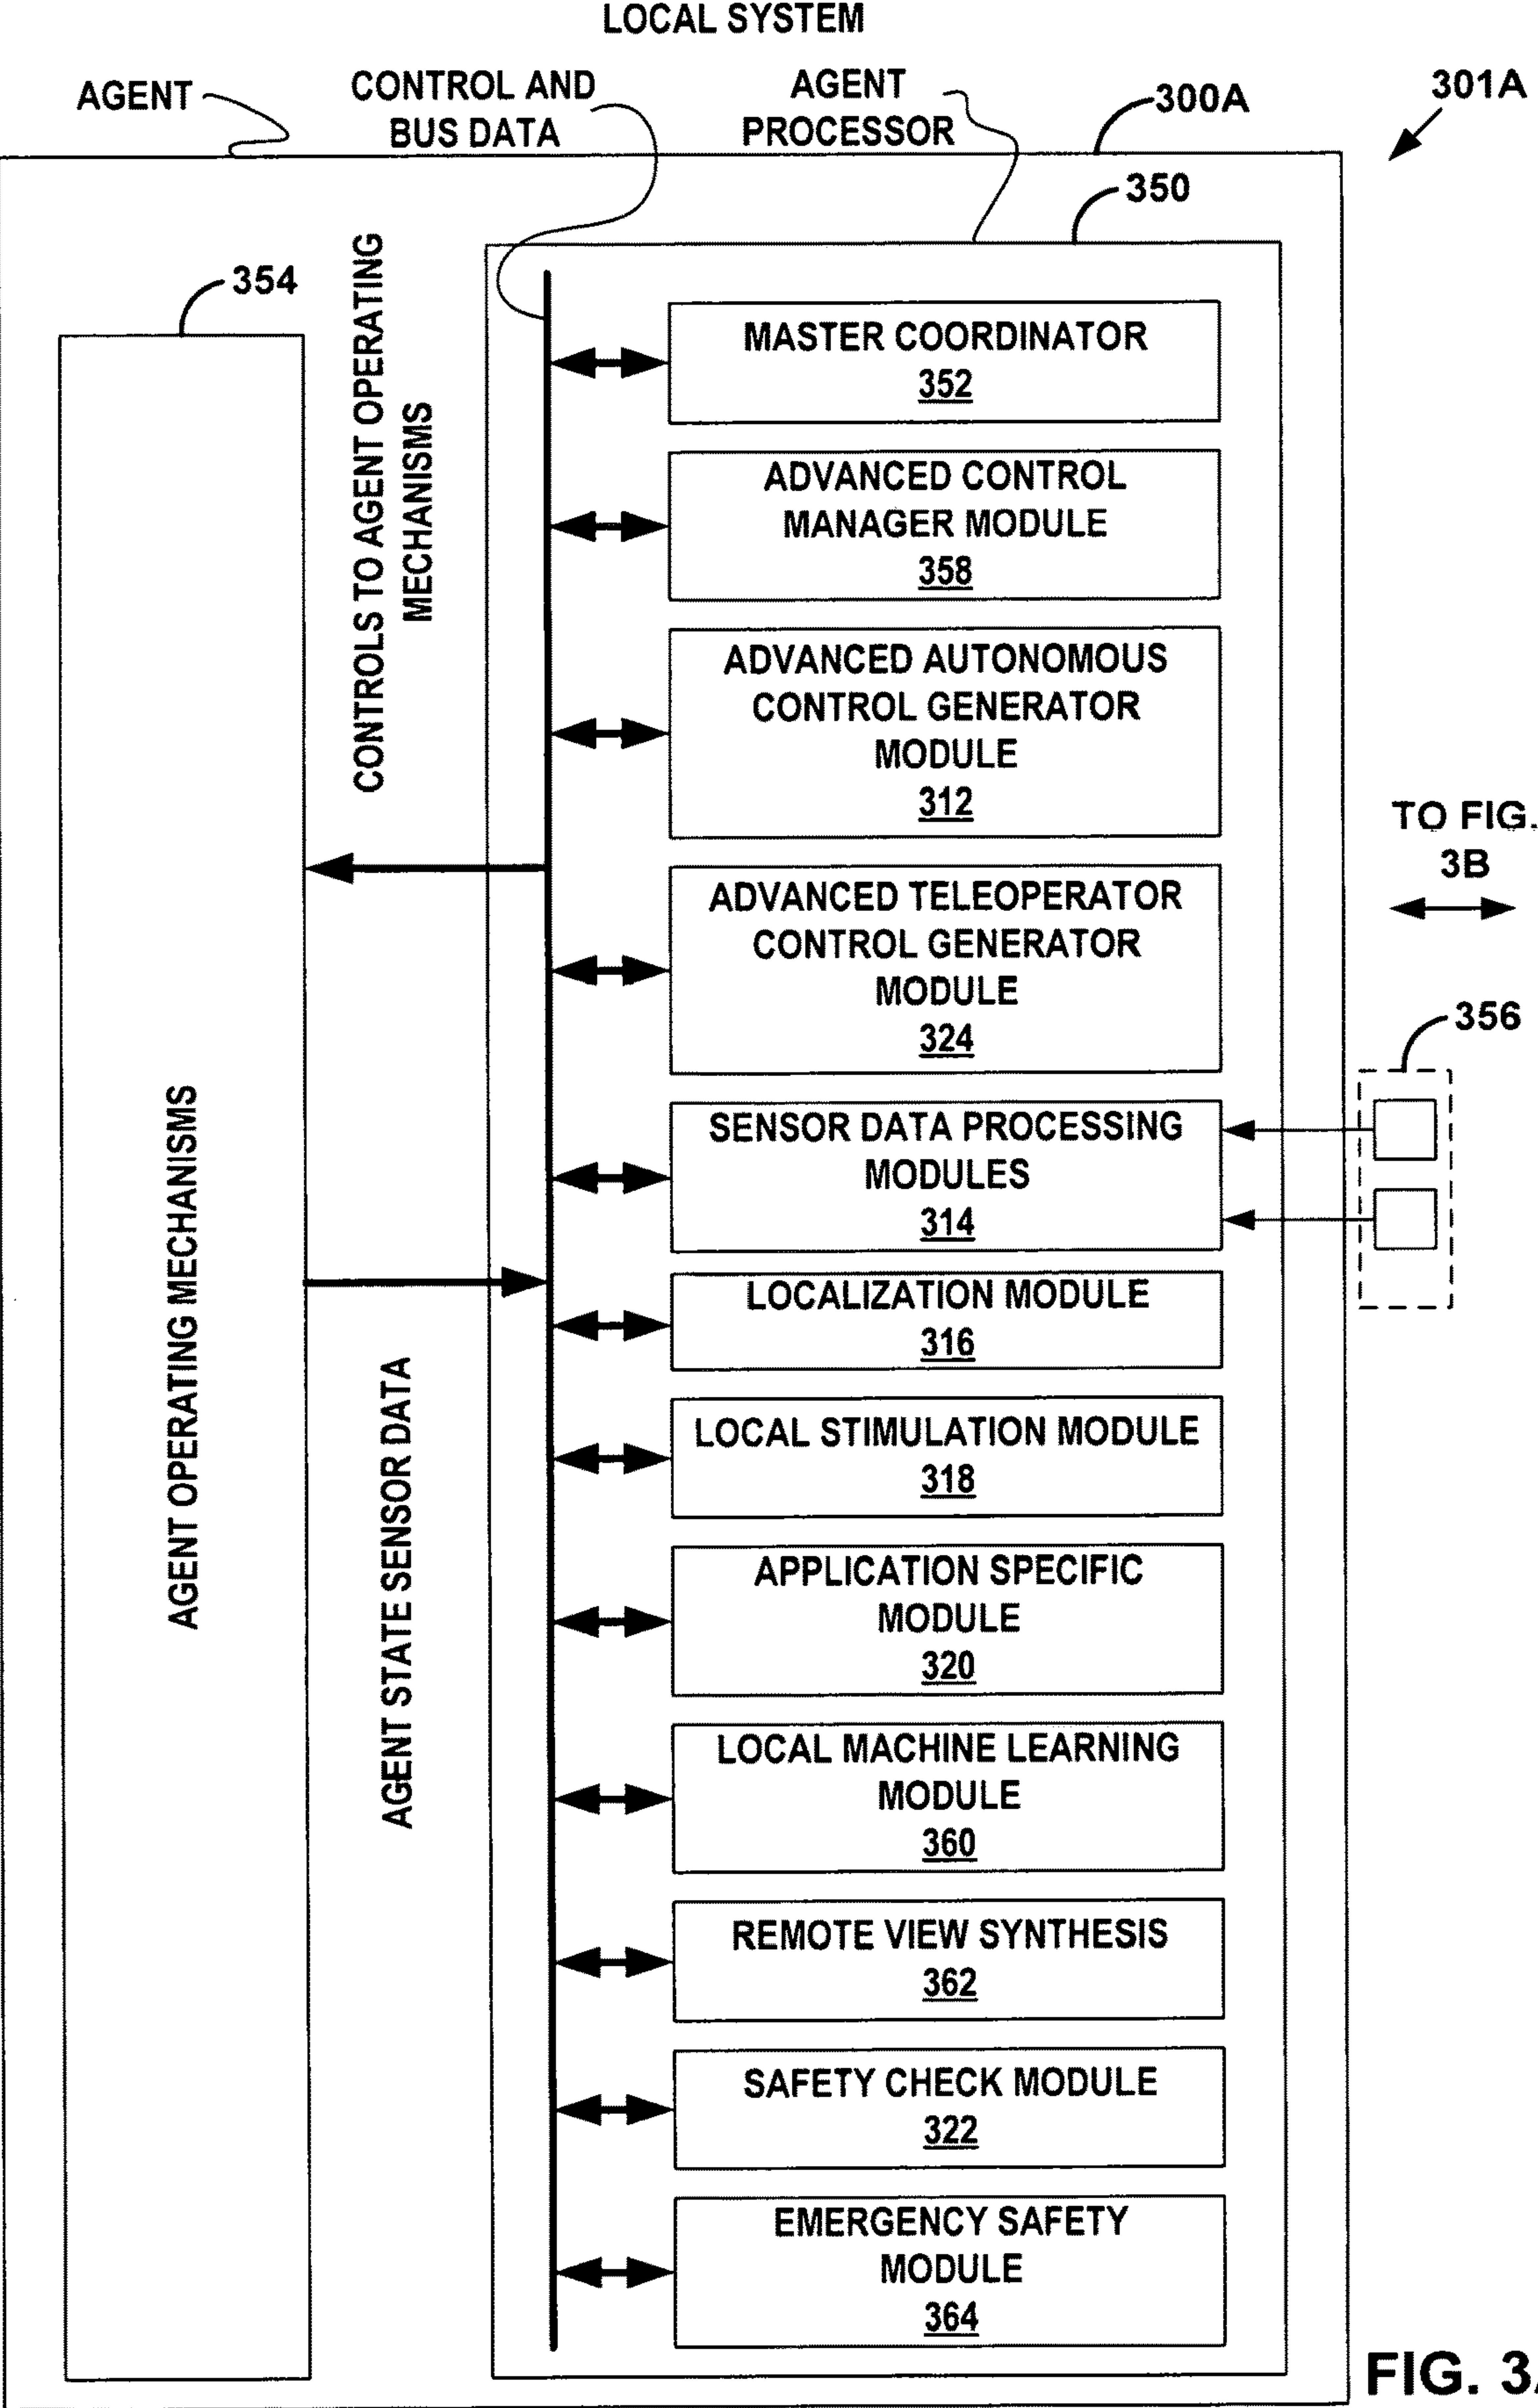 LOCAL SYSTEM
AGENT
CONTROL AND
BUS DATA
AGENT
PROCESSOR
300A
301A
350
354
CONTROLS TO AGENT OPERATING
MECHANISMS
MASTER COORDINATOR
352
ADVANCED CONTROL
MANAGER MODULE
358
ADVANCED AUTONOMOUS
CONTROL GENERATOR
MODULE
312
TO FIG.
3B
ADVANCED TELEOPERATOR
CONTROL GENERATOR
MODULE
324
356
SENSOR DATA PROCESSING
MODULES
314
AGENT OPERATING MECHANISMS
AGENT STATE SENSOR DATA
LOCALIZATION MODULE
316
LOCAL STIMULATION MODULE
318
APPLICATION SPECIFIC
MODULE
320
LOCAL MACHINE LEARNING
MODULE
360
REMOTE VIEW SYNTHESIS
362
SAFETY CHECK MODULE
322
EMERGENCY SAFETY
MODULE
364
FIG. 3